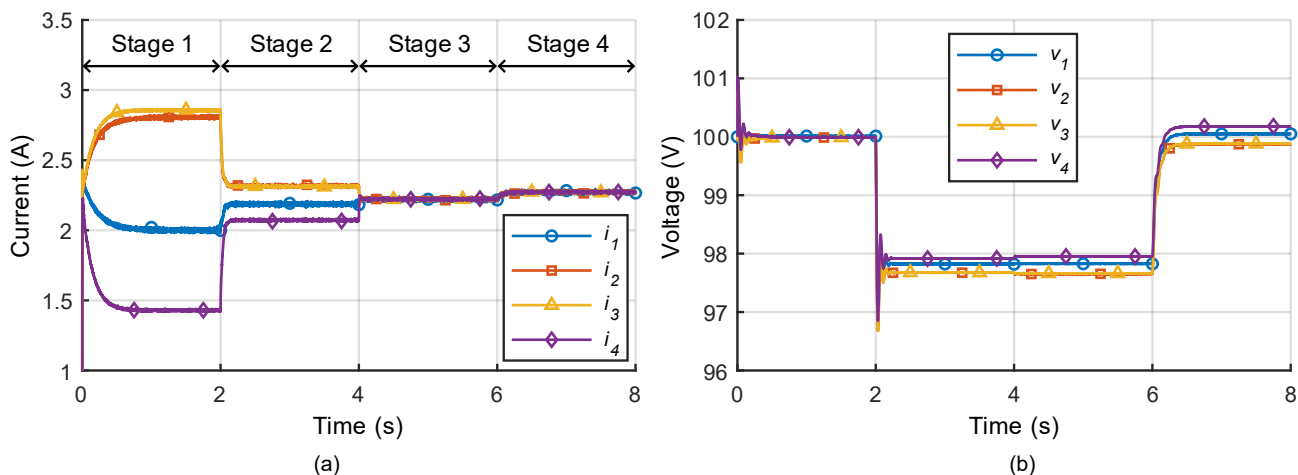 3.5
3
2.5
2
1.5
1
Current (A)
Stage 1 Stage 2 Stage 3 Stage 4
i1
i2
i3
i4
0 2 4 6 8
Time (s)
(a)
102
101
100
99
98
97
96
Voltage (V)
v1
v2
v3
v4
0 2 4 6 8
Time (s)
(b)